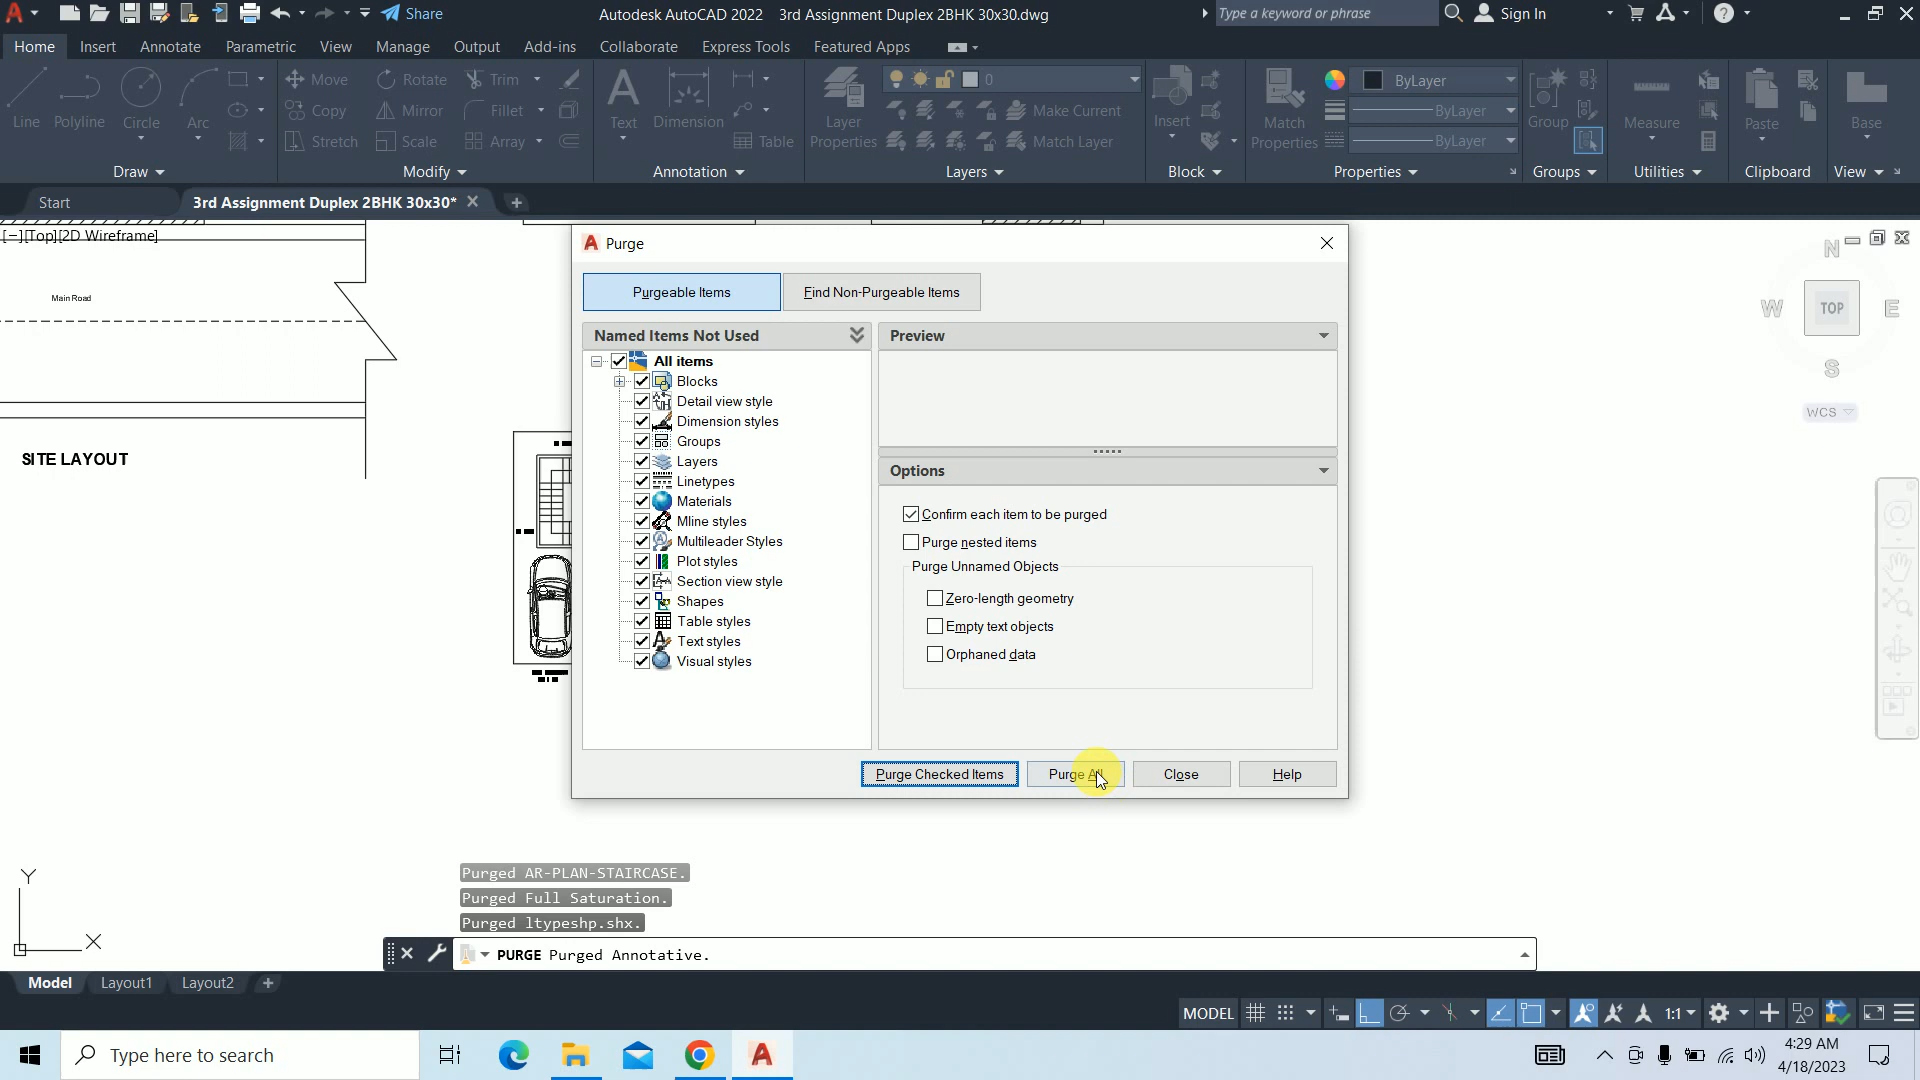 Share
Autodesk AutoCAD 2022 3rd Assignment Duplex 2BHK 30x30.dwg
Type a keyword or phrase
Sign In
Home Insert Annotate Parametric View Manage Output Add-ins Collaborate Express Tools Featured Apps
Line Polyline Circle Arc
Move Rotate Trim
Copy Mirror Fillet
Stretch Scale Array
Text Dimension Table
Layer Properties
0
Make Current
Match Layer
Insert
Match Properties
ByLayer
ByLayer
ByLayer
Group
Measure
Paste
Base
Draw Modify Annotation Layers Block Properties Groups Utilities Clipboard View
Start 3rd Assignment Duplex 2BHK 30x30*
[−][Top][2D Wireframe]
Main Road
SITE LAYOUT
Purge
Purgeable Items Find Non-Purgeable Items
Named Items Not Used
All items
Blocks
Detail view style
Dimension styles
Groups
Layers
Linetypes
Materials
Mline styles
Multileader Styles
Plot styles
Section view style
Shapes
Table styles
Text styles
Visual styles
Preview
Options
Confirm each item to be purged
Purge nested items
Purge Unnamed Objects
Zero-length geometry
Empty text objects
Orphaned data
Purge Checked Items Purge All Close Help
N
W TOP E
S
WCS
Purged AR-PLAN-STAIRCASE.
Purged Full Saturation.
Purged ltypeshp.shx.
PURGE Purged Annotative.
Y
X
Model Layout1 Layout2
MODEL 1:1
Type here to search
4:29 AM
4/18/2023